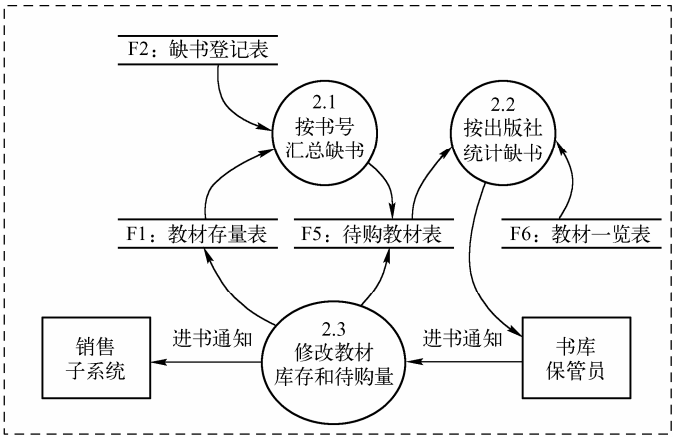 F2：缺书登记表
2.1
按书号
汇总缺书
2.2
按出版社
统计缺书
F1：教材存量表
F5：待购教材表
F6：教材一览表
销售
子系统
进书通知
2.3
修改教材
库存和待购量
进书通知
书库
保管员